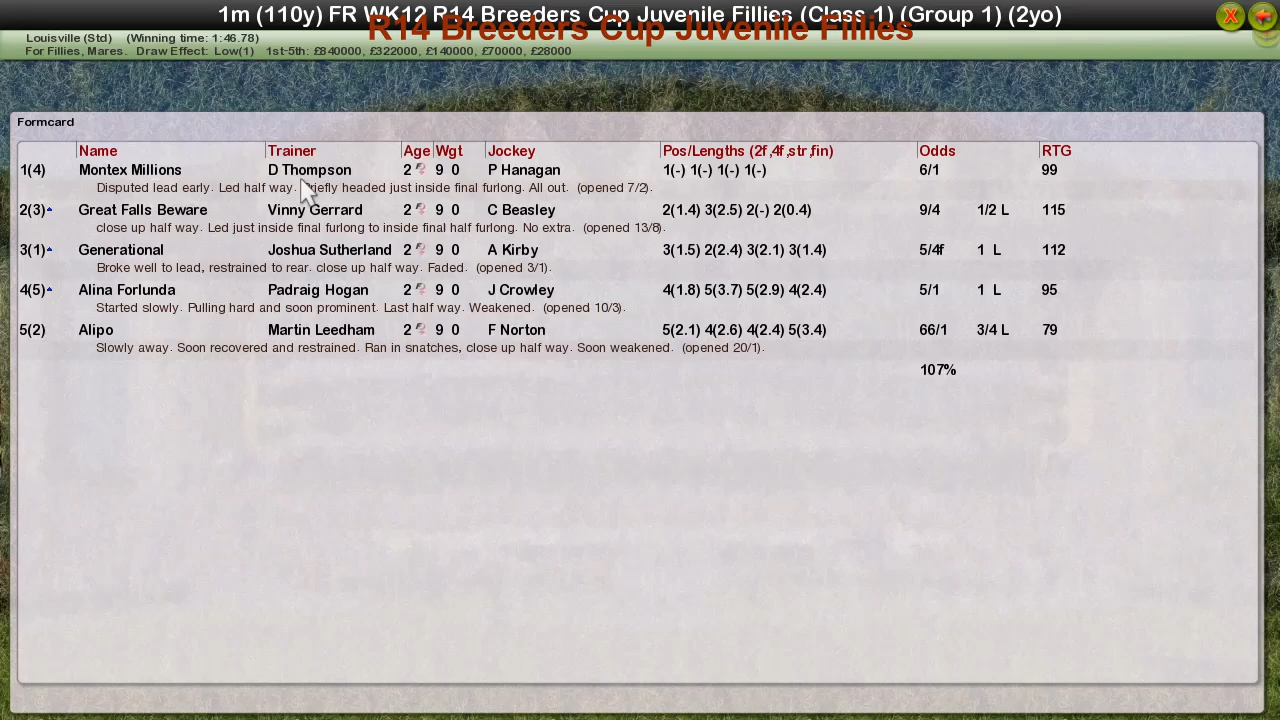 1m (110y) FR WK12 R14 Breeders Cup Juvenile Fillies (Class 1) (Group 1) (2yo)
R14 Breeders Cup Juvenile Fillies
Louisville (Std) (Winning time: 1:46.78)
For Fillies, Mares. Draw Effect: Low(1) 1st-5th: £840000, £322000, £140000, £70000, £28000
Formcard
Name Trainer Age Wgt Jockey Pos/Lengths (2f,4f,str,fin) Odds RTG
1(4) Montex Millions D Thompson 2 9 0 P Hanagan 1(-) 1(-) 1(-) 1(-) 6/1 99
Disputed lead early. Led half way. Briefly headed just inside final furlong. All out. (opened 7/2).
2(3) Great Falls Beware Vinny Gerrard 2 9 0 C Beasley 2(1.4) 3(2.5) 2(-) 2(0.4) 9/4 1/2 L 115
close up half way. Led just inside final furlong to inside final half furlong. No extra. (opened 13/8).
3(1) Generational Joshua Sutherland 2 9 0 A Kirby 3(1.5) 2(2.4) 3(2.1) 3(1.4) 5/4f 1 L 112
Broke well to lead, restrained to rear. close up half way. Faded. (opened 3/1).
4(5) Alina Forlunda Padraig Hogan 2 9 0 J Crowley 4(1.8) 5(3.7) 5(2.9) 4(2.4) 5/1 1 L 95
Started slowly. Pulling hard and soon prominent. Last half way. Weakened. (opened 10/3).
5(2) Alipo Martin Leedham 2 9 0 F Norton 5(2.1) 4(2.6) 4(2.4) 5(3.4) 66/1 3/4 L 79
Slowly away. Soon recovered and restrained. Ran in snatches, close up half way. Soon weakened. (opened 20/1).
107%